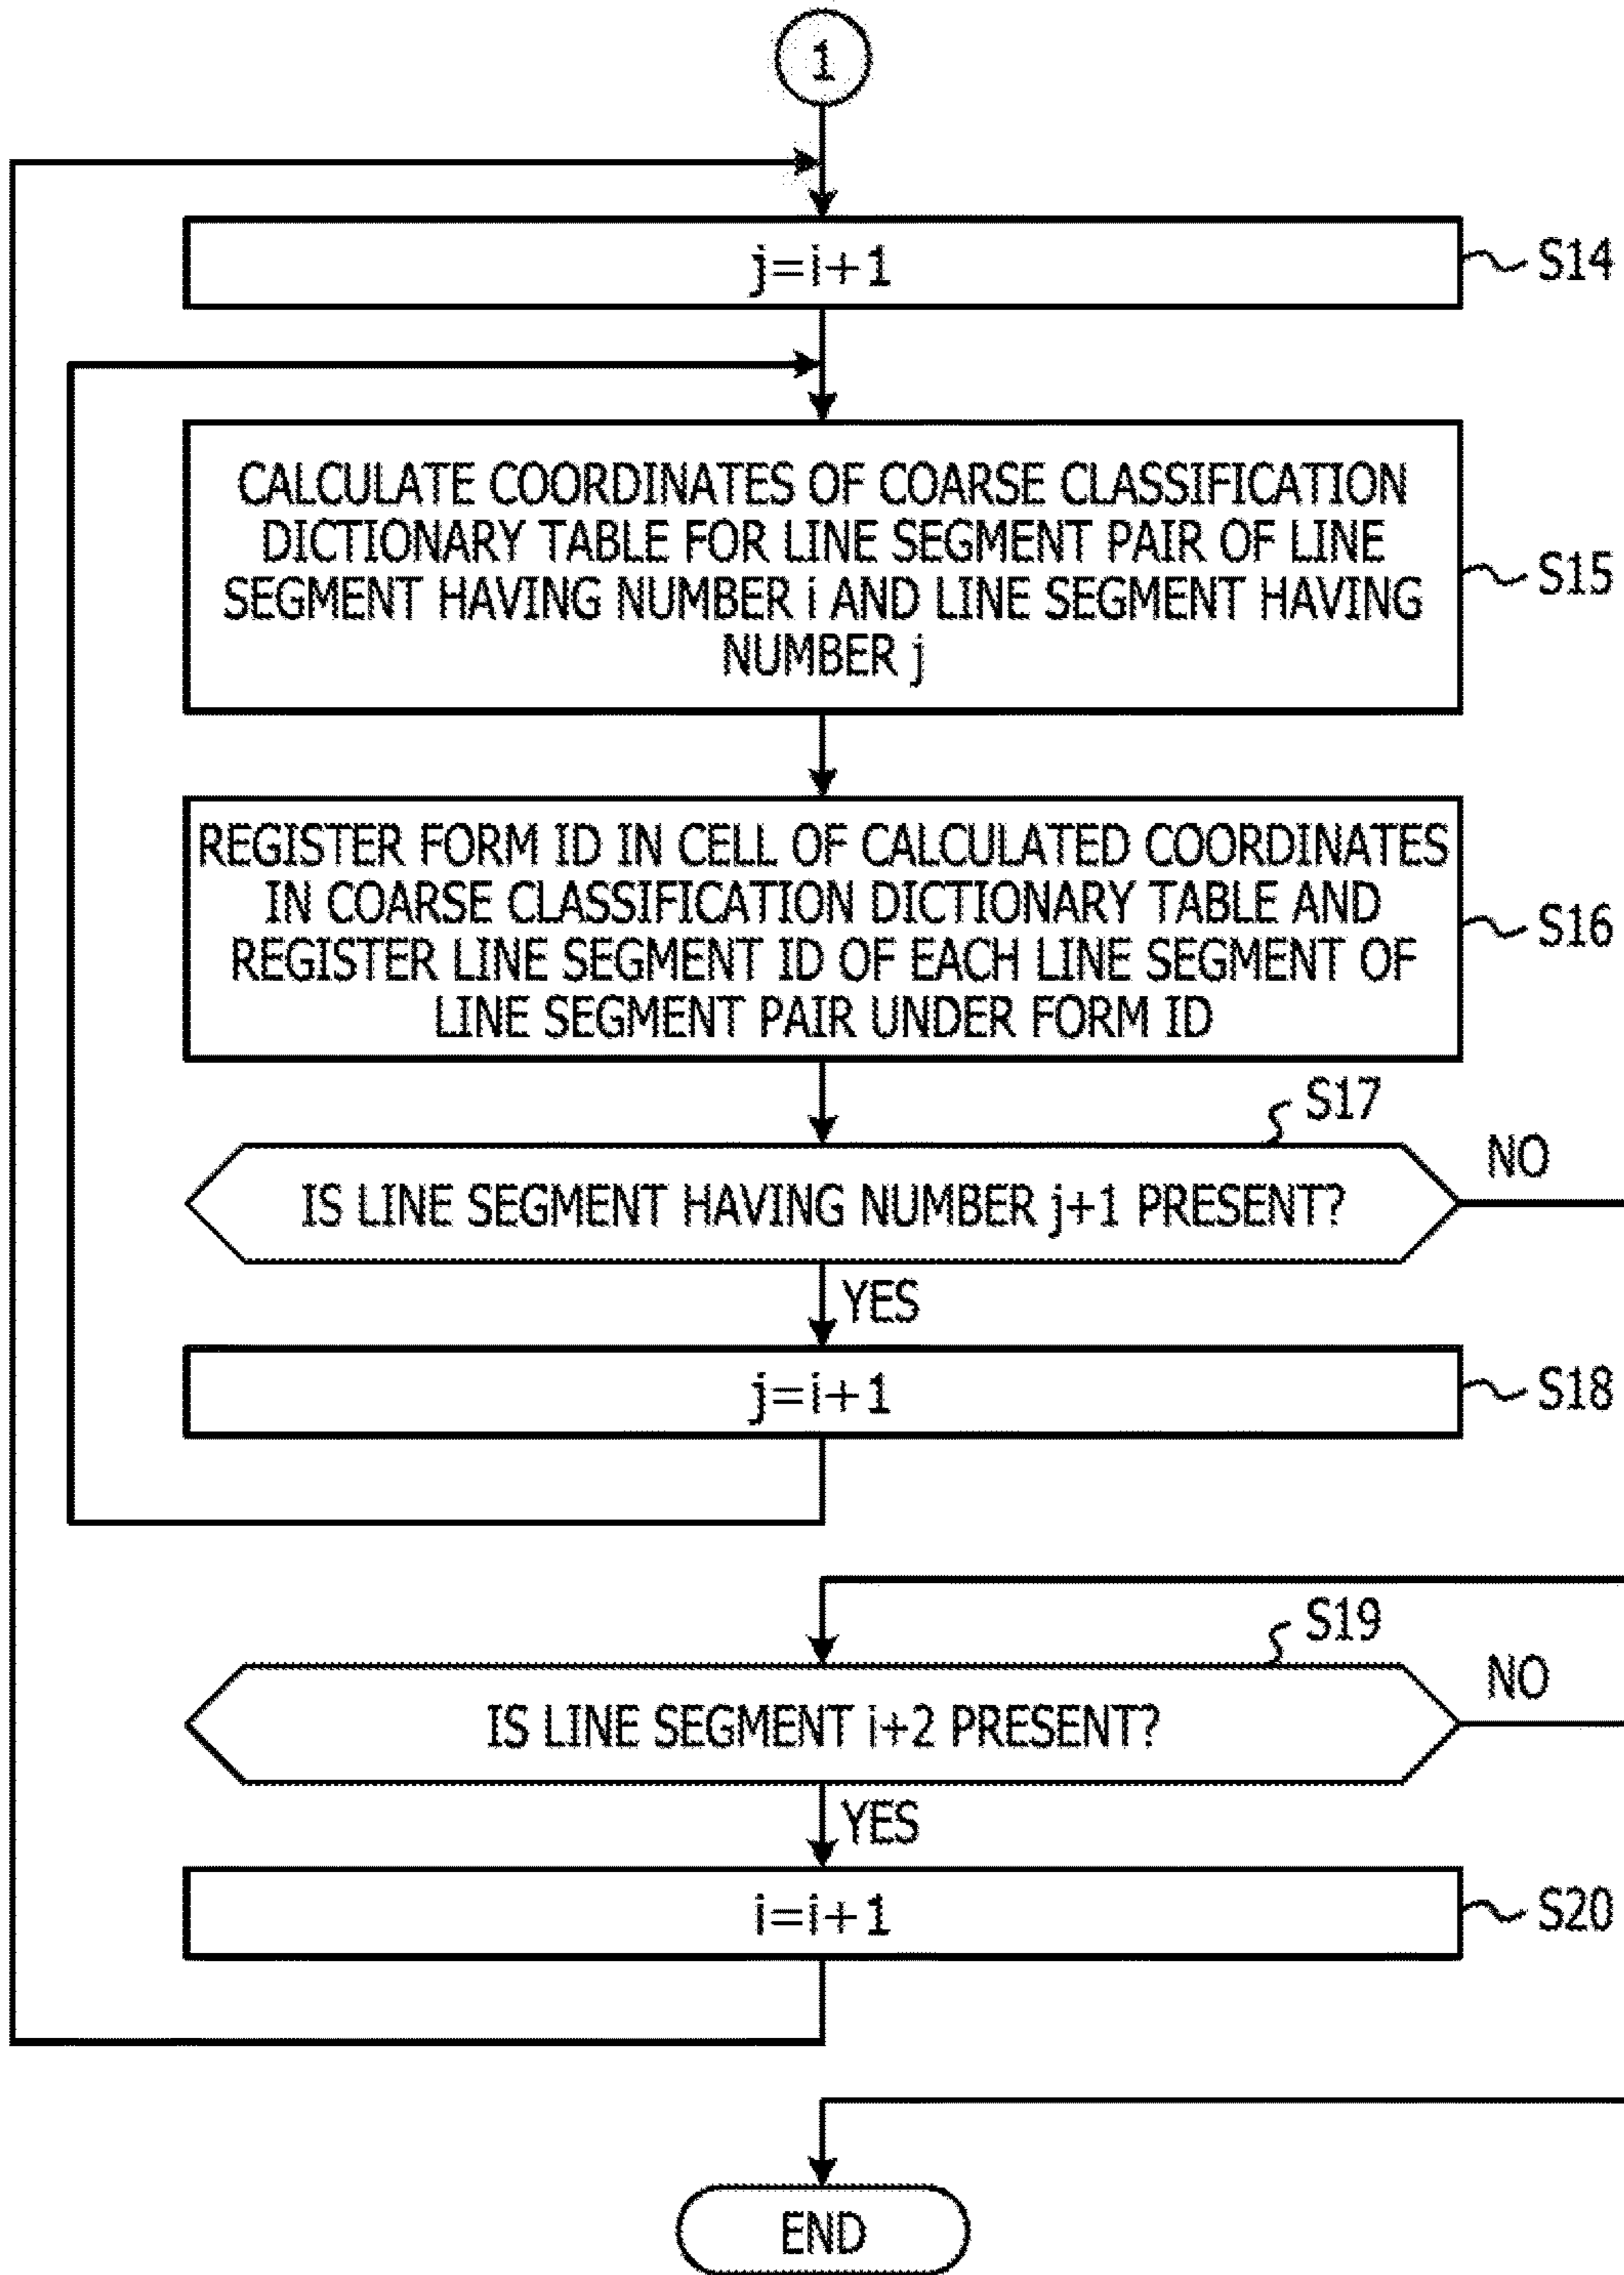 1
j=i+1
S14
CALCULATE COORDINATES OF COARSE CLASSIFICATION
DICTIONARY TABLE FOR LINE SEGMENT PAIR OF LINE
SEGMENT HAVING NUMBER i AND LINE SEGMENT HAVING
NUMBER j
S15
REGISTER FORM ID IN CELL OF CALCULATED COORDINATES
IN COARSE CLASSIFICATION DICTIONARY TABLE AND
REGISTER LINE SEGMENT ID OF EACH LINE SEGMENT OF
LINE SEGMENT PAIR UNDER FORM ID
S16
S17
IS LINE SEGMENT HAVING NUMBER j+1 PRESENT?
NO
YES
j=i+1
S18
S19
IS LINE SEGMENT i+2 PRESENT?
NO
YES
i=i+1
S20
END